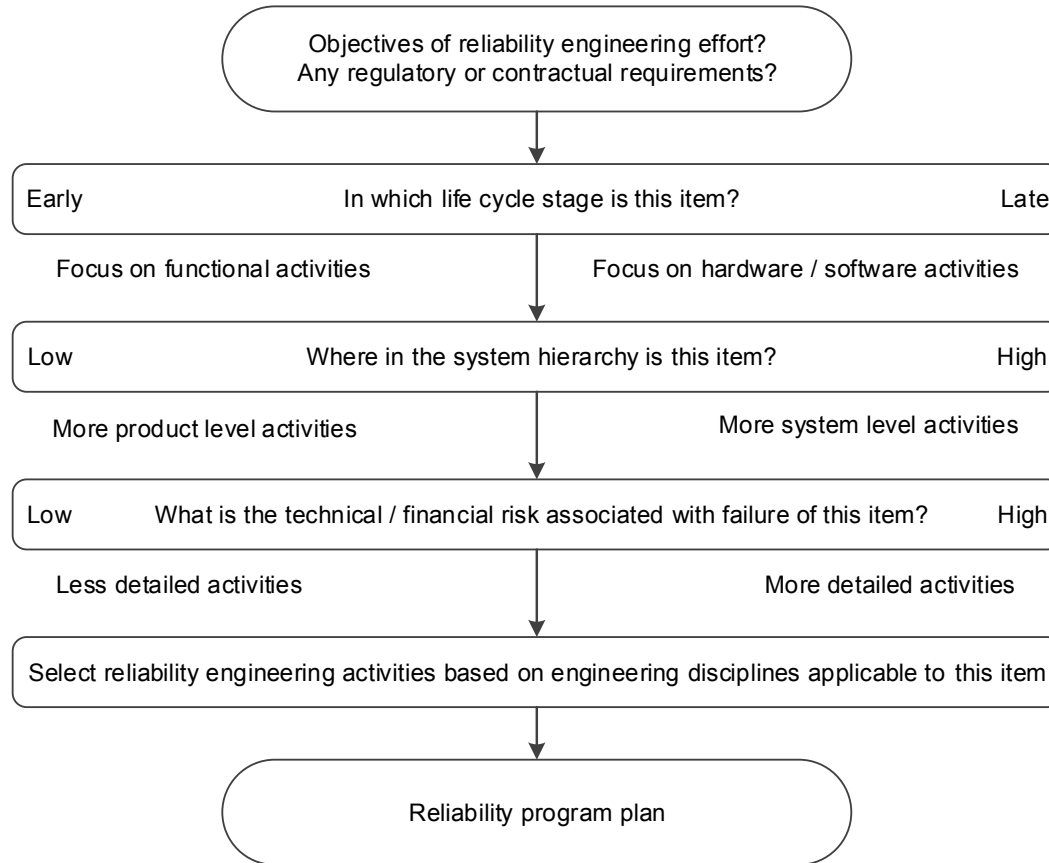 Objectives of reliability engineering effort?
Any regulatory or contractual requirements?
Early In which life cycle stage is this item? Late
Focus on functional activities Focus on hardware / software activities
Low Where in the system hierarchy is this item? High
More product level activities More system level activities
Low What is the technical / financial risk associated with failure of this item? High
Less detailed activities More detailed activities
Select reliability engineering activities based on engineering disciplines applicable to this item
Reliability program plan